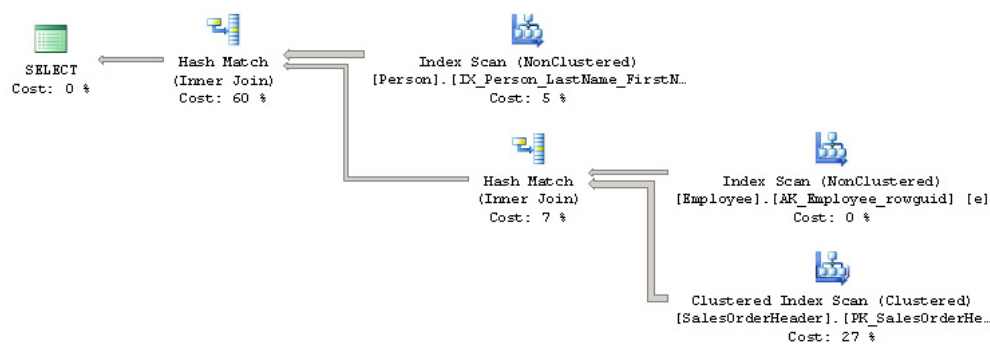 SELECT
Cost: 0 %
Hash Match
(Inner Join)
Cost: 60 %
Index Scan (NonClustered)
[Person].[IX_Person_LastName_FirstN…
Cost: 5 %
Hash Match
(Inner Join)
Cost: 7 %
Index Scan (NonClustered)
[Employee].[AK_Employee_rowguid] [e]
Cost: 0 %
Clustered Index Scan (Clustered)
[SalesOrderHeader].[PK_SalesOrderHe…
Cost: 27 %